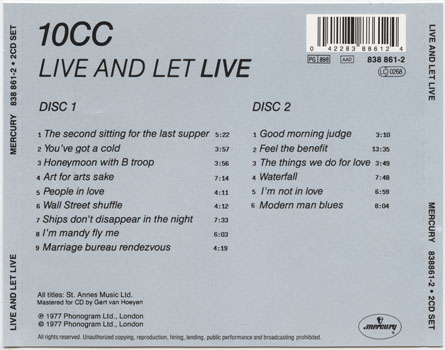 LIVE AND LET LIVE
MERCURY 838 861-2 • 2CD SET
10CC
LIVE AND LET LIVE
0 42283 88612 4
PG 898
AAD
838 861-2
LC 0268
DISC 1
1 The second sitting for the last supper 5:22
2 You've got a cold 3:57
3 Honeymoon with B troop 3:56
4 Art for arts sake 7:14
5 People in love 4:11
6 Wall Street shuffle 4:12
7 Ships don't disappear in the night 7:33
8 I'm mandy fly me 6:03
9 Marriage bureau rendezvous 4:19
DISC 2
1 Good morning judge 3:10
2 Feel the benefit 13:35
3 The things we do for love 3:49
4 Waterfall 7:48
5 I'm not in love 6:59
6 Modern man blues 8:04
All titles: St. Annes Music Ltd.
Mastered for CD by Gert van Hoeyen
℗ 1977 Phonogram Ltd., London
© 1977 Phonogram Ltd., London
All rights reserved. Unauthorized copying, reproduction, hiring, lending, public performance and broadcasting prohibited.
mercury
LIVE AND LET LIVE
MERCURY 838861-2 • 2CD SET